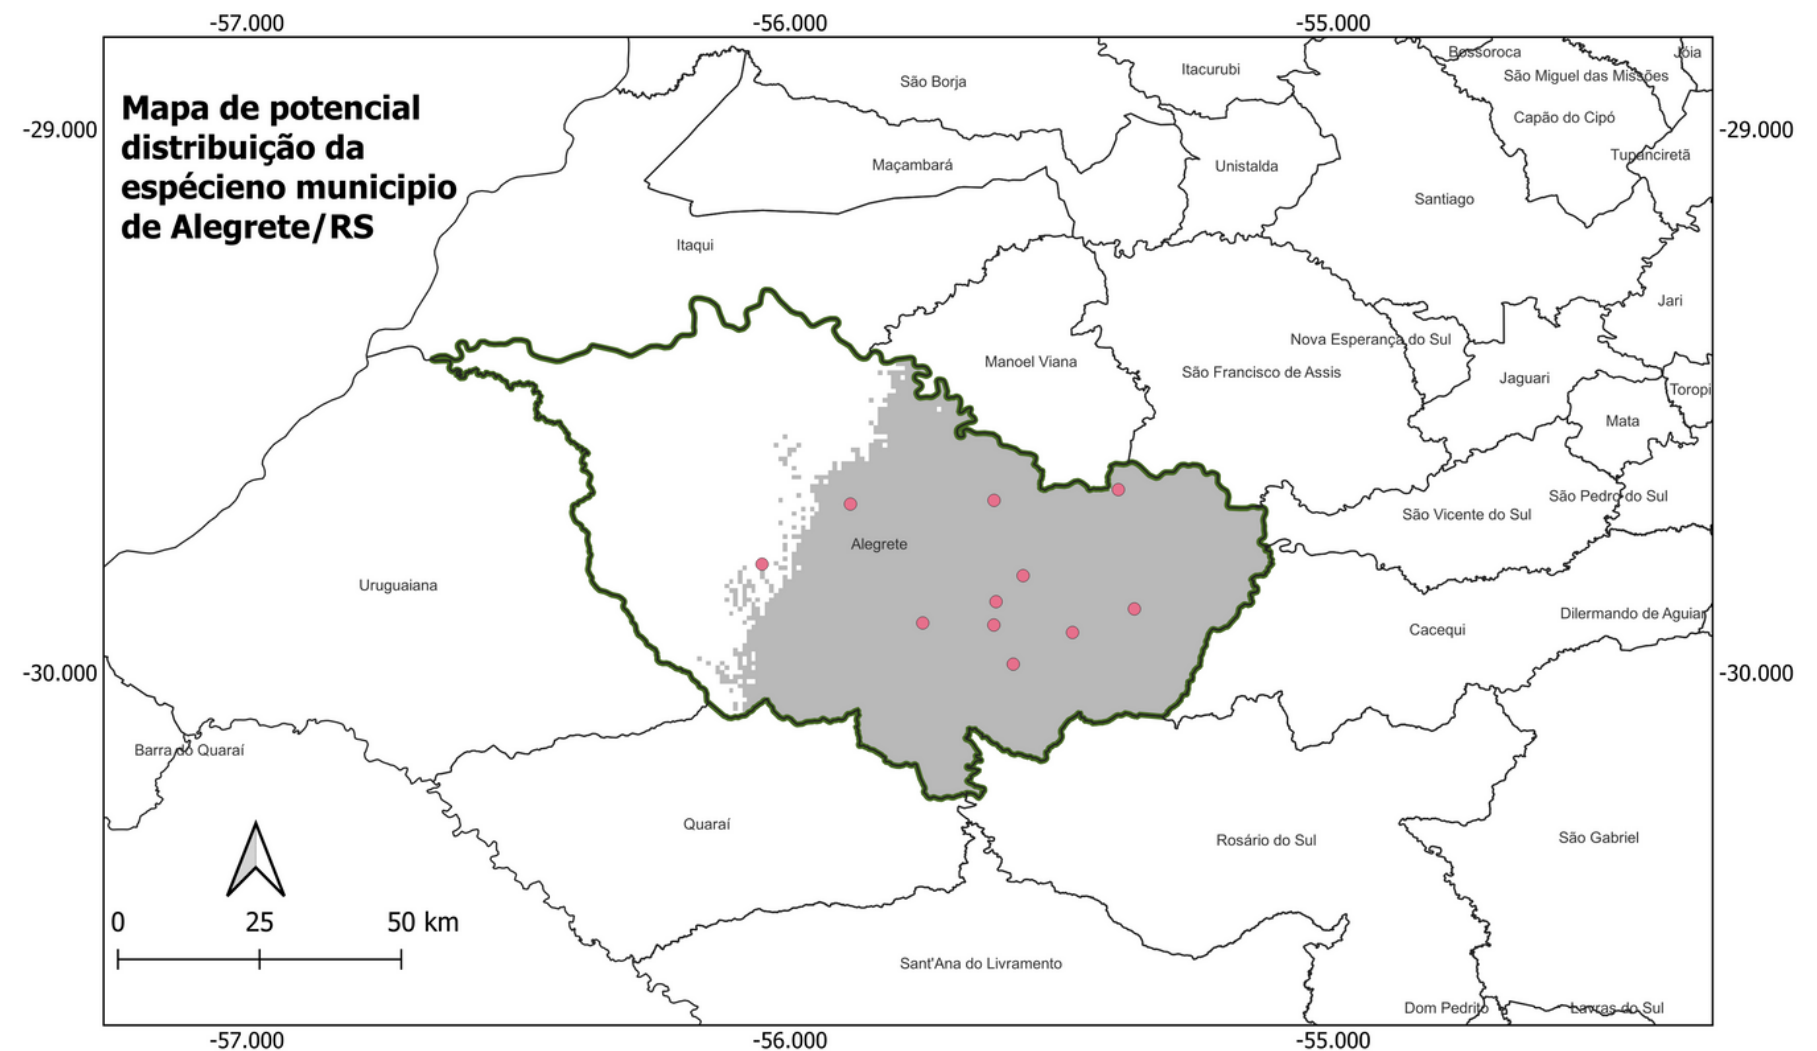 -57.000 -56.000 -55.000
Mapa de potencial
distribuição da
espécieno municipio
de Alegrete/RS
-29.000 -29.000
-30.000 -30.000
São Borja
Itacurubi
Bossoroca
Jóia
São Miguel das Missões
Capão do Cipó
Tupanciretã
Maçambará
Unistalda
Santiago
Itaqui
Jari
Nova Esperança do Sul
Manoel Viana
São Francisco de Assis
Jaguari
Toropi
Mata
São Pedro do Sul
São Vicente do Sul
Alegrete
Uruguaiana
Dilermando de Aguiar
Cacequi
Barra do Quaraí
Quaraí
Rosário do Sul
São Gabriel
0 25 50 km
Sant'Ana do Livramento
Dom Pedrito
Lavras do Sul
-57.000 -56.000 -55.000